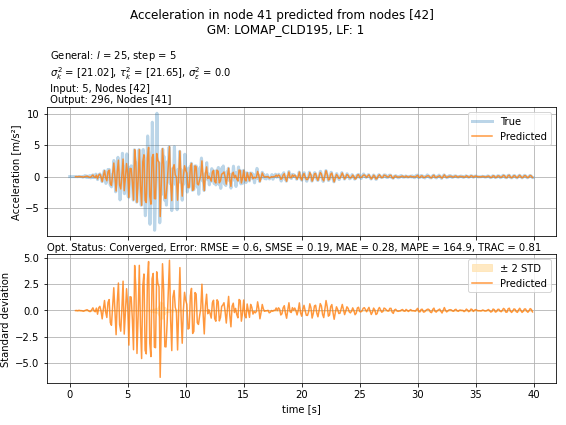 Acceleration in node 41 predicted from nodes [42]
GM: LOMAP_CLD195, LF: 1
General: l = 25, step = 5
σ²ₖ = [21.02], τ²ₖ = [21.65], σ²ε = 0.0
Input: 5, Nodes [42]
Output: 296, Nodes [41]
Acceleration [m/s²]
10
5
0
−5
True
Predicted
Opt. Status: Converged, Error: RMSE = 0.6, SMSE = 0.19, MAE = 0.28, MAPE = 164.9, TRAC = 0.81
Standard deviation
5.0
2.5
0.0
−2.5
−5.0
± 2 STD
Predicted
0 5 10 15 20 25 30 35 40
time [s]